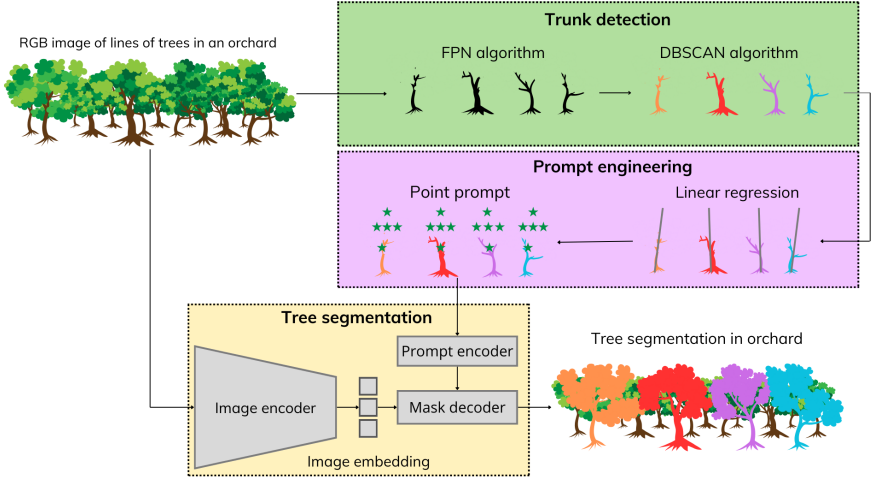 Trunk detection
RGB image of lines of trees in an orchard
FPN algorithm
DBSCAN algorithm
Prompt engineering
Point prompt
Linear regression
Tree segmentation
Prompt encoder
Image encoder
Mask decoder
Image embedding
Tree segmentation in orchard